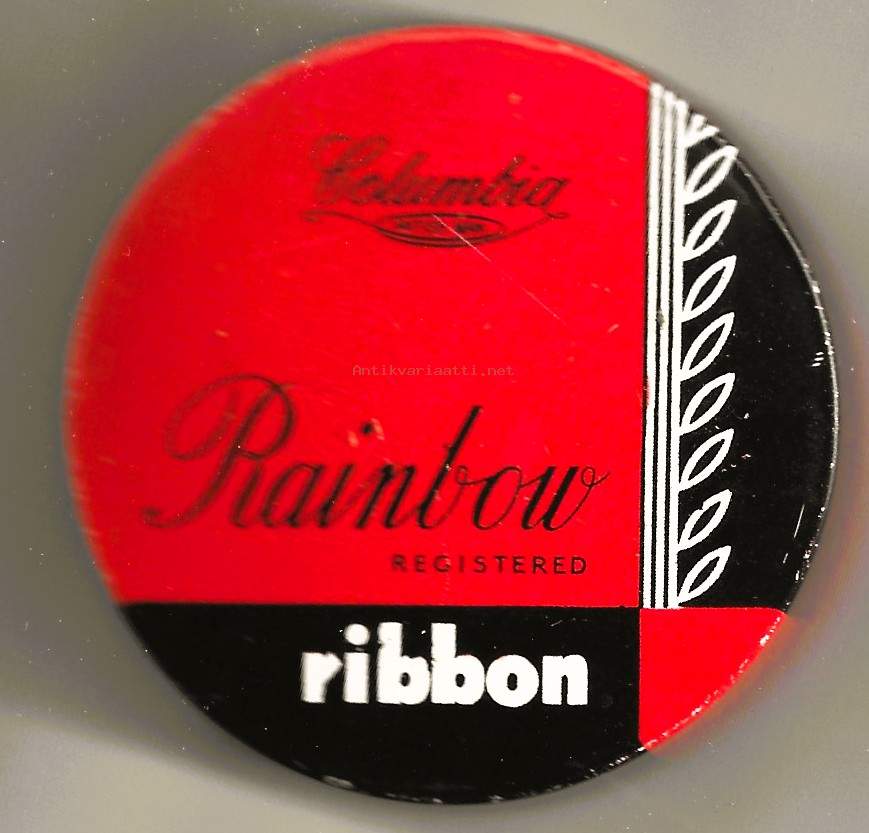 Columbia
Antikvariaatti.net
Rainbow
REGISTERED
ribbon